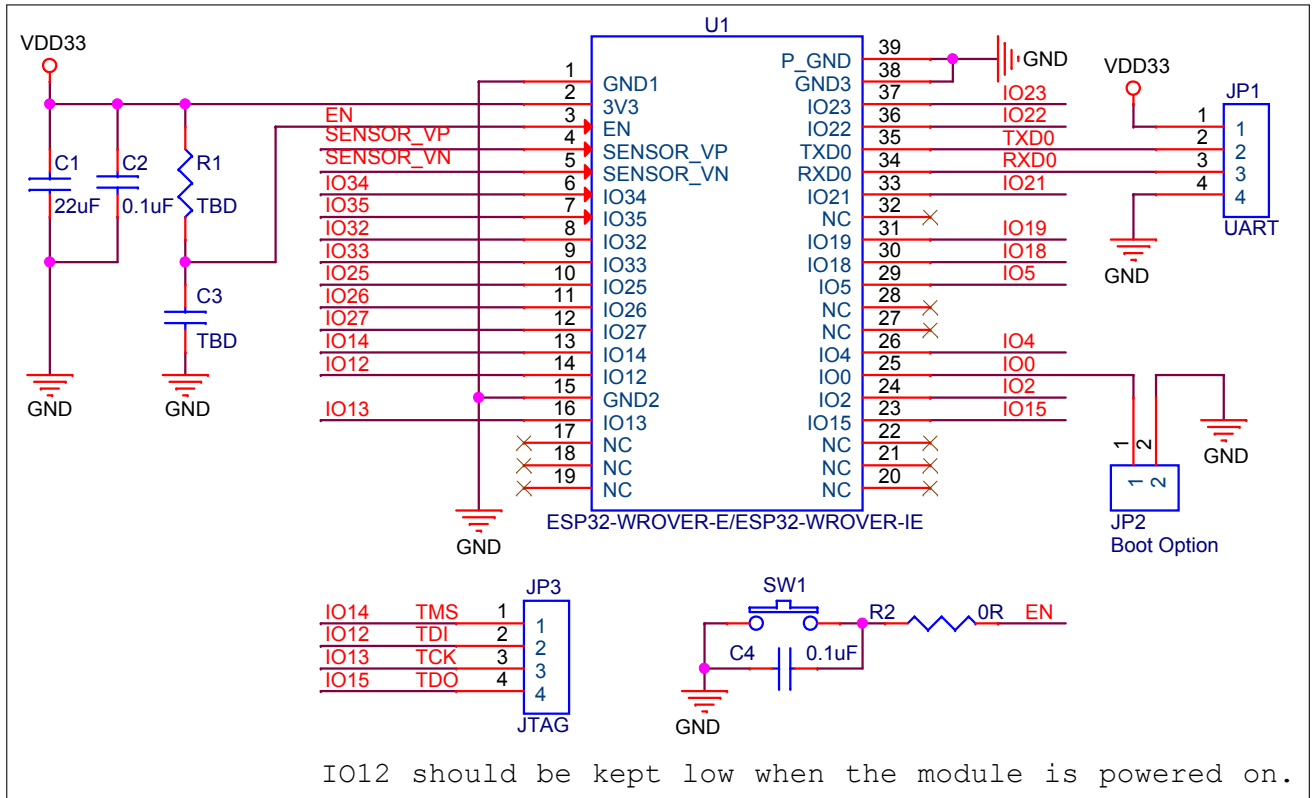 U1
VDD33
GND
VDD33
JP1
1 GND1
2 3V3
EN 3 EN
SENSOR_VP 4 SENSOR_VP
SENSOR_VN 5 SENSOR_VN
IO34 6 IO34
IO35 7 IO35
IO32 8 IO32
IO33 9 IO33
IO25 10 IO25
IO26 11 IO26
IO27 12 IO27
IO14 13 IO14
IO12 14 IO12
15 GND2
IO13 16 IO13
17 NC
18 NC
19 NC
P_GND 39
GND3 38
IO23 37 IO23
IO22 36 IO22
TXD0 35 TXD0
RXD0 34 RXD0
IO21 33 IO21
NC 32
IO19 31 IO19
IO18 30 IO18
IO5 29 IO5
NC 28
NC 27
IO4 26 IO4
IO0 25 IO0
IO2 24 IO2
IO15 23 IO15
NC 22
NC 21
NC 20
ESP32-WROVER-E/ESP32-WROVER-IE
C1
22uF
C2
0.1uF
R1
TBD
C3
TBD
GND
GND
GND
1 1
2 2
3 3
4 4
UART
GND
1 2
1 2
JP2
Boot Option
GND
JP3
IO14 TMS 1 1
IO12 TDI 2 2
IO13 TCK 3 3
IO15 TDO 4 4
JTAG
SW1
R2 0R EN
C4 0.1uF
GND
IO12 should be kept low when the module is powered on.